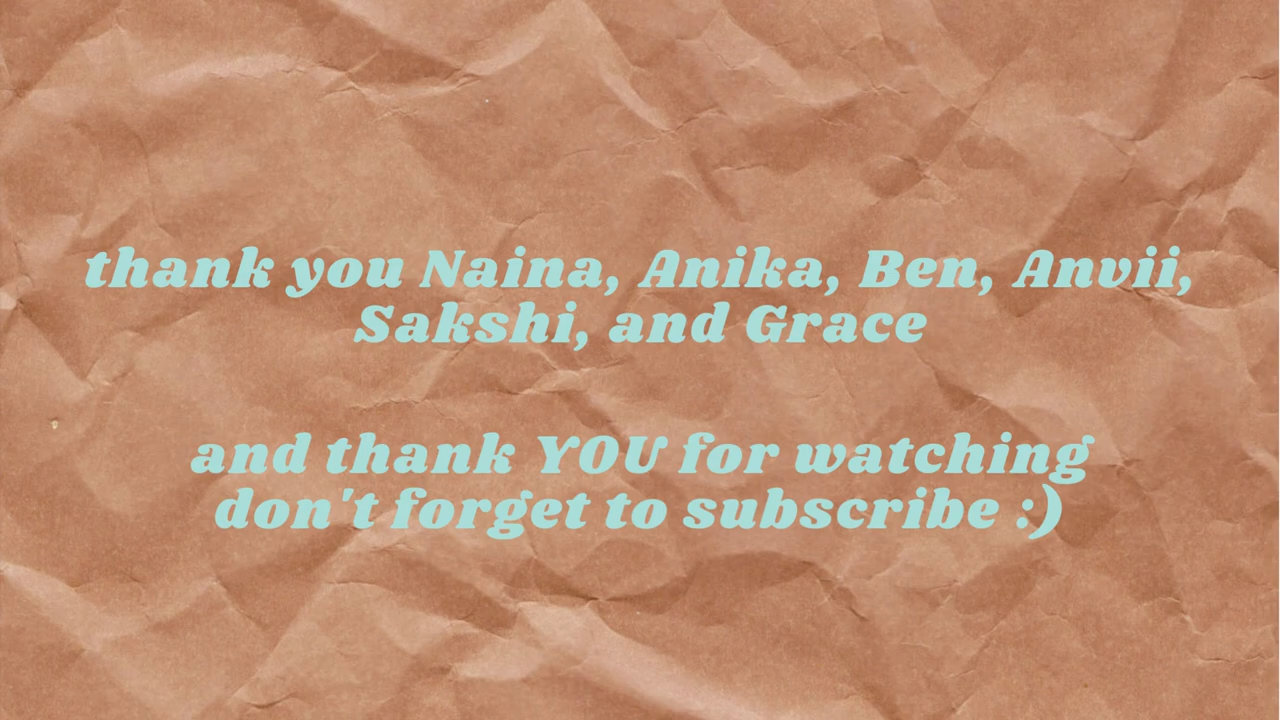 thank you Naina, Anika, Ben, Anvii,
Sakshi, and Grace
and thank YOU for watching
don't forget to subscribe :)